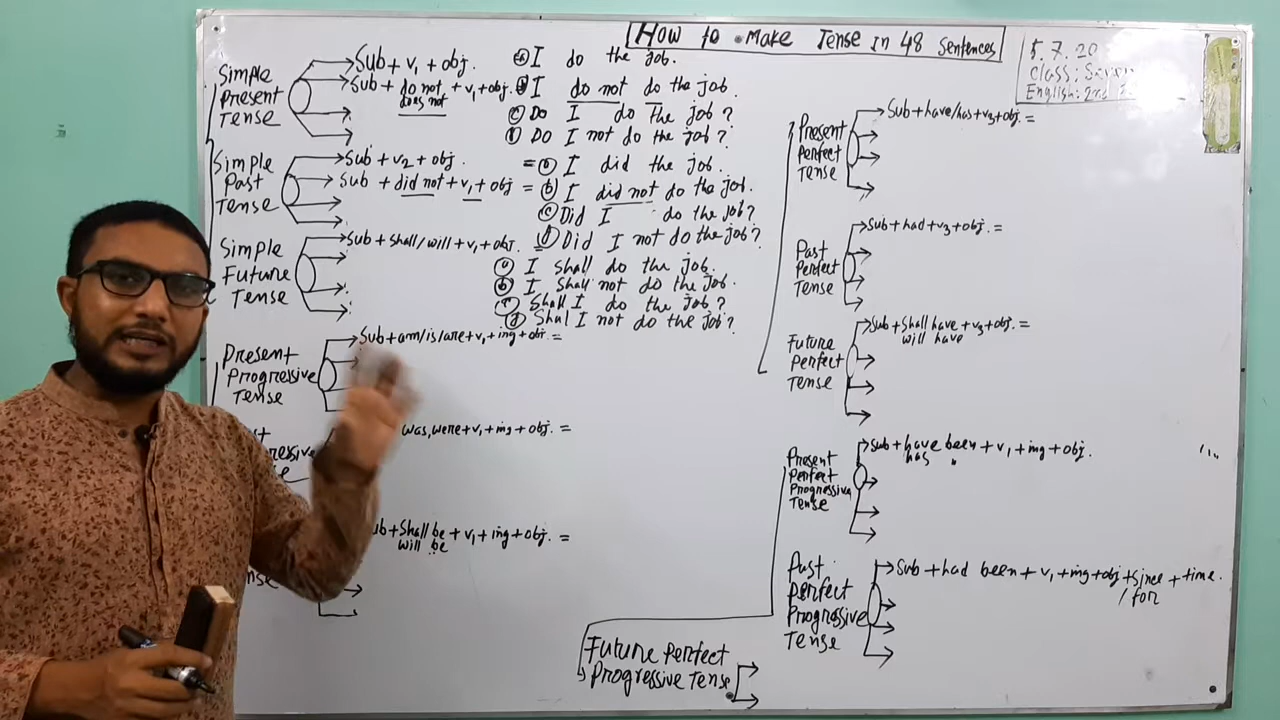 How to Make Tense In 48 Sentences
5.7.20
Class:
English: 2nd
Simple
Present
Tense
Sub + v1 + obj.
Sub + do not + v1 + obj.
does not
(a) I do the job.
(b) I do not do the job.
(c) Do I do The job?
(d) Do I not do the job?
Simple
Past
Tense
Sub + v2 + obj.
Sub + did not + v1 + obj
= (a) I did the job.
= (b) I did not do the job.
(c) Did I do the job?
(d) Did I not do the job?
Simple
Future
Tense
Sub + Shall/will + v1 + obj.
(a) I Shall do the job.
(b) I Shall not do the job.
(c) Shall I do the job?
(d) Shal I not do the job?
Present
Progressive
Tense
Sub + am/is/are + v1 + ing + obj. =
was, were + v1 + ing + obj. =
Sub + Shall be + v1 + ing + obj. =
will be
Present
Perfect
Tense
Sub + have/has + v3 + obj. =
Past
Perfect
Tense
Sub + had + v3 + obj. =
Future
Perfect
Tense
Sub + Shall have + v3 + obj. =
will have
Present
Perfect
Progressive
Tense
Sub + have been + v1 + ing + obj.
has
Past
Perfect
Progressive
Tense
Sub + had been + v1 + ing + obj + Since + time.
/for
Future Perfect
Progressive Tense